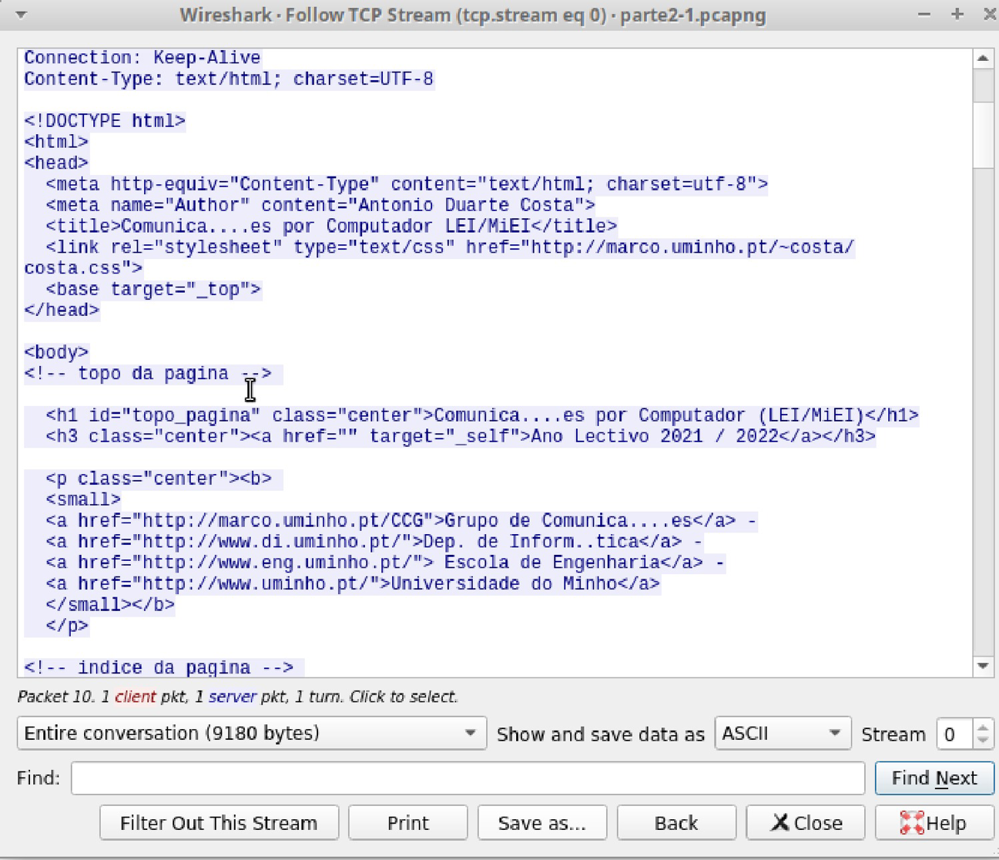 Wireshark · Follow TCP Stream (tcp.stream eq 0) · parte2-1.pcapng
Connection: Keep-Alive
Content-Type: text/html; charset=UTF-8
<!DOCTYPE html>
<html>
<head>
  <meta http-equiv="Content-Type" content="text/html; charset=utf-8">
  <meta name="Author" content="Antonio Duarte Costa">
  <title>Comunica....es por Computador LEI/MiEI</title>
  <link rel="stylesheet" type="text/css" href="http://marco.uminho.pt/~costa/
costa.css">
  <base target="_top">
</head>
<body>
<!-- topo da pagina -->
  <h1 id="topo_pagina" class="center">Comunica....es por Computador (LEI/MiEI)</h1>
  <h3 class="center"><a href="" target="_self">Ano Lectivo 2021 / 2022</a></h3>
  <p class="center"><b>
  <small>
  <a href="http://marco.uminho.pt/CCG">Grupo de Comunica....es</a> -
  <a href="http://www.di.uminho.pt/">Dep. de Inform..tica</a> -
  <a href="http://www.eng.uminho.pt/"> Escola de Engenharia</a> -
  <a href="http://www.uminho.pt/">Universidade do Minho</a>
  </small></b>
  </p>
<!-- indice da pagina -->
Packet 10. 1 client pkt, 1 server pkt, 1 turn. Click to select.
Entire conversation (9180 bytes) Show and save data as ASCII Stream 0
Find: Find Next
Filter Out This Stream Print Save as... Back Close Help